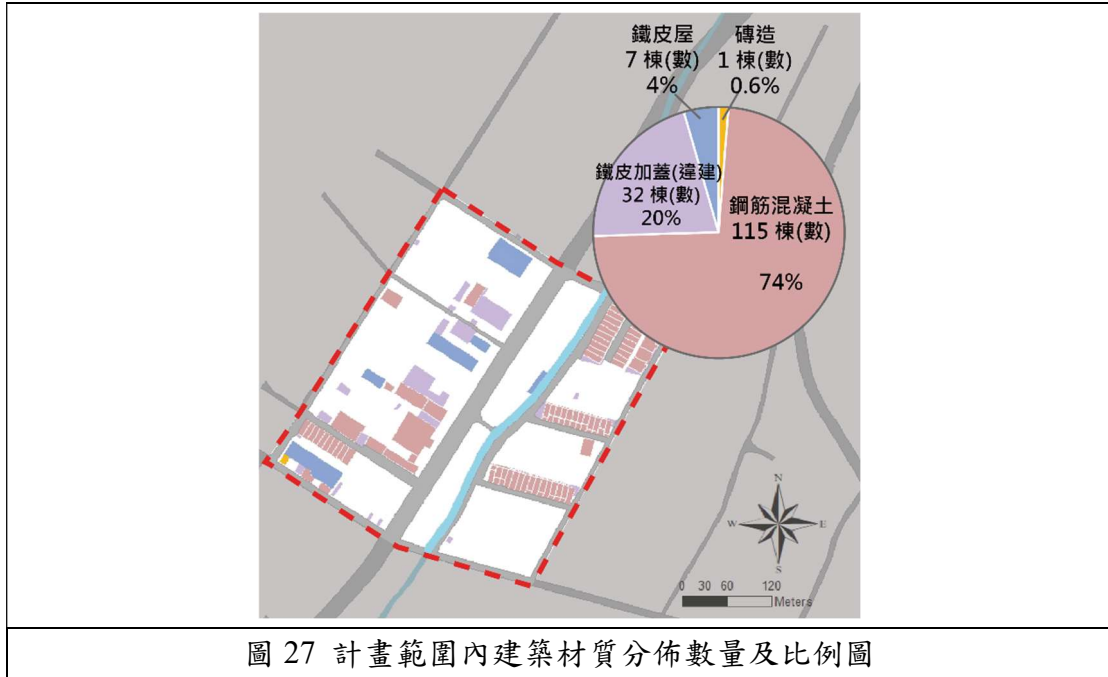 鐵皮屋
7 棟(數)
4%
磚造
1 棟(數)
0.6%
鐵皮加蓋(違建)
32 棟(數)
20%
鋼筋混凝土
115 棟(數)
74%
N
W
E
S
0 30 60 120
Meters
圖 27 計畫範圍內建築材質分佈數量及比例圖